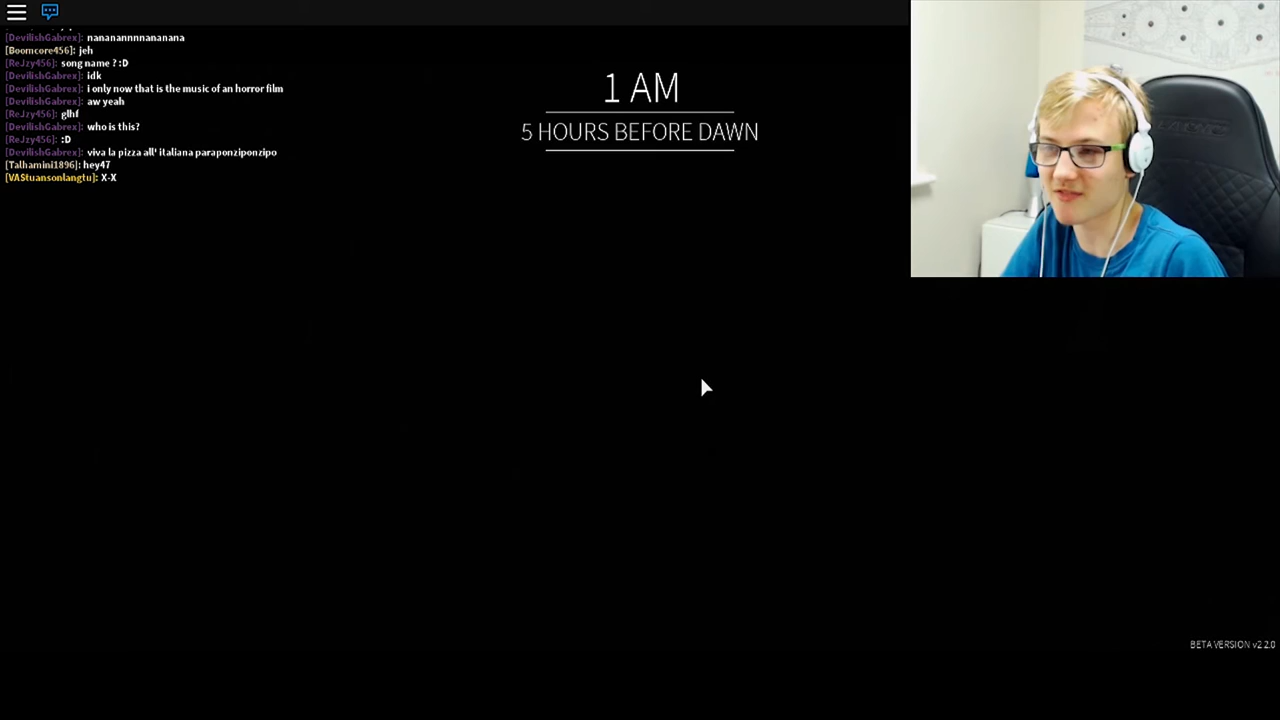 [DevilishGabrex]: nananannnnananana
[Boomcore456]: jeh
[ReJzy456]: song name ? :D
[DevilishGabrex]: idk
[DevilishGabrex]: i only now that is the music of an horror film
[DevilishGabrex]: aw yeah
[ReJzy456]: glhf
[DevilishGabrex]: who is this?
[ReJzy456]: :D
[DevilishGabrex]: viva la pizza all' italiana paraponziponzipo
[Talhamini1896]: hey47
[VAStuansonlangtu]: X-X
1 AM
5 HOURS BEFORE DAWN
BETA VERSION v2.2.0